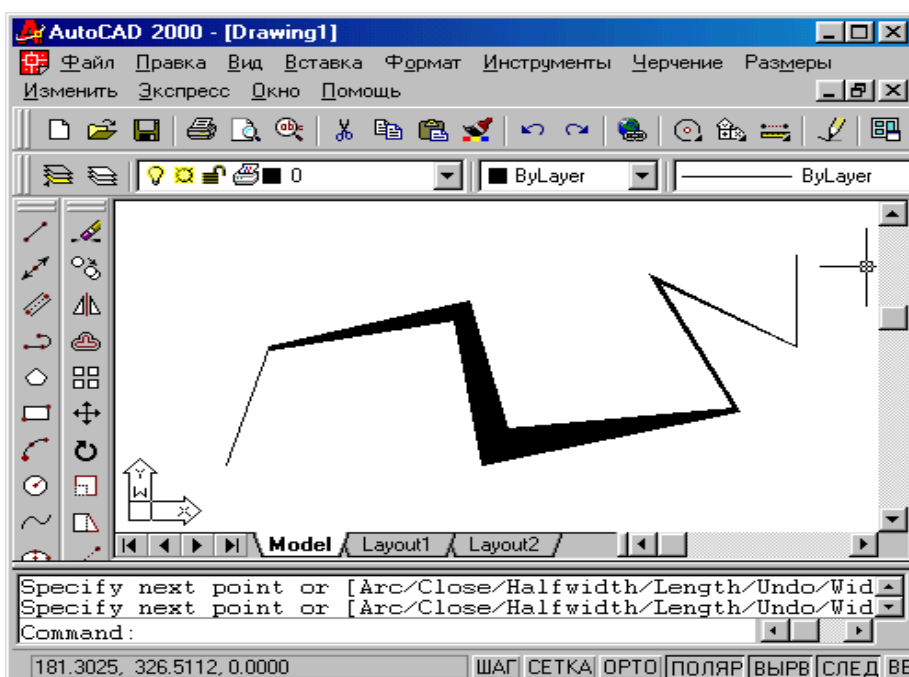 AutoCAD 2000 - [Drawing1]
Файл Правка Вид Вставка Формат Инструменты Черчение Размеры
Изменить Экспресс Окно Помощь
0 ByLayer ByLayer
Y
W
X
Model Layout1 Layout2
Specify next point or [Arc/Close/Halfwidth/Length/Undo/Wid
Specify next point or [Arc/Close/Halfwidth/Length/Undo/Wid
Command:
181.3025, 326.5112, 0.0000 ШАГ СЕТКА ОРТО ПОЛЯР ВЫРВ СЛЕД ВЕ